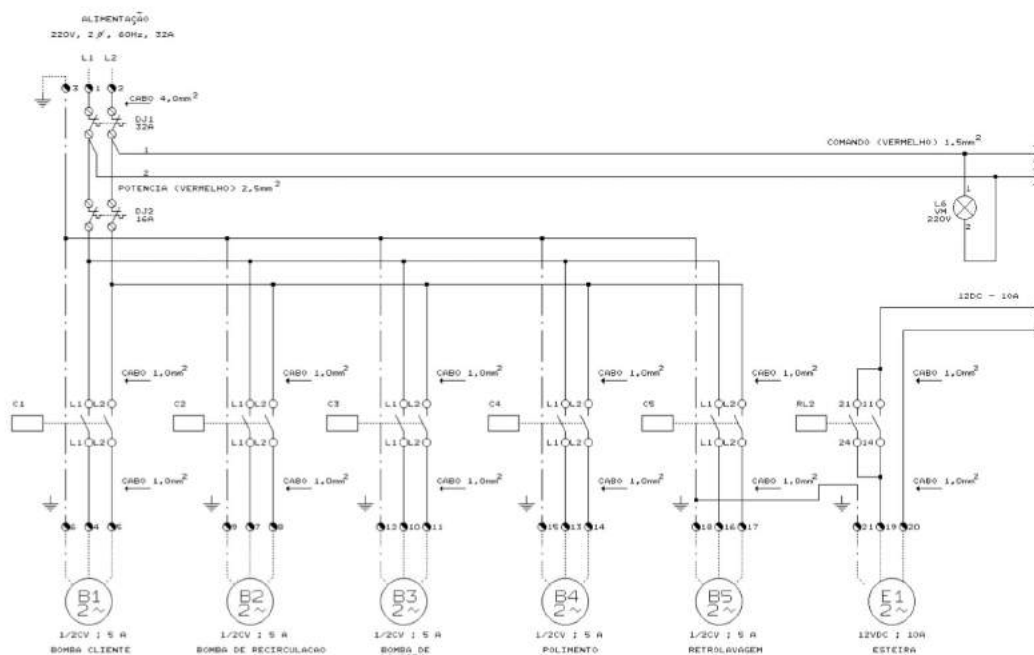 ALIMENTAÇÃO
220V, 2Ø, 60Hz, 32A
L1 L2
3 1 2
CABO 4,0mm²
DJ1
32A
1
COMANDO (VERMELHO) 1,5mm²
2
POTENCIA (VERMELHO) 2,5mm²
DJ2
16A
1
L6
VM
220V
2
12DC - 10A
CABO 1,0mm² CABO 1,0mm² CABO 1,0mm² CABO 1,0mm² CABO 1,0mm² CABO 1,0mm²
C1 L1 L2 C2 L1 L2 C3 L1 L2 C4 L1 L2 C5 L1 L2 RL2 21 11
L1 L2 L1 L2 L1 L2 L1 L2 L1 L2 24 14
CABO 1,0mm² CABO 1,0mm² CABO 1,0mm² CABO 1,0mm² CABO 1,0mm² CABO 1,0mm²
6 4 5 9 7 8 12 10 11 15 13 14 18 16 17 21 19 20
B1 B2 B3 B4 B5 E1
2~ 2~ 2~ 2~ 2~ 2~
1/2CV ; 5 A 1/2CV ; 5 A 1/2CV ; 5 A 1/2CV ; 5 A 1/2CV ; 5 A 12VDC ; 10A
BOMBA CLIENTE BOMBA DE RECIRCULACAO BOMBA DE POLIMENTO RETROLAVAGEM ESTEIRA